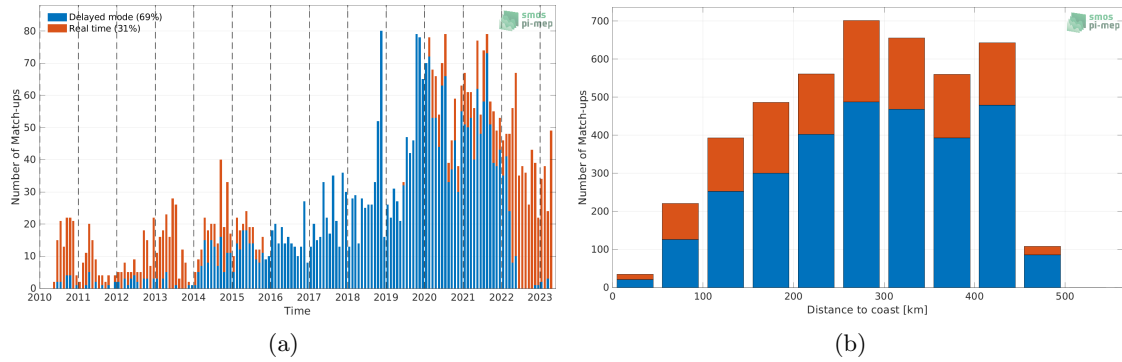 Delayed mode (69%)
Real time (31%)
smos
pi-mep
Number of Match-ups
80
70
60
50
40
30
20
10
0
2010 2011 2012 2013 2014 2015 2016 2017 2018 2019 2020 2021 2022 2023
Time
(a)
smos
pi-mep
Number of Match-ups
700
600
500
400
300
200
100
0
0 100 200 300 400 500
Distance to coast [km]
(b)